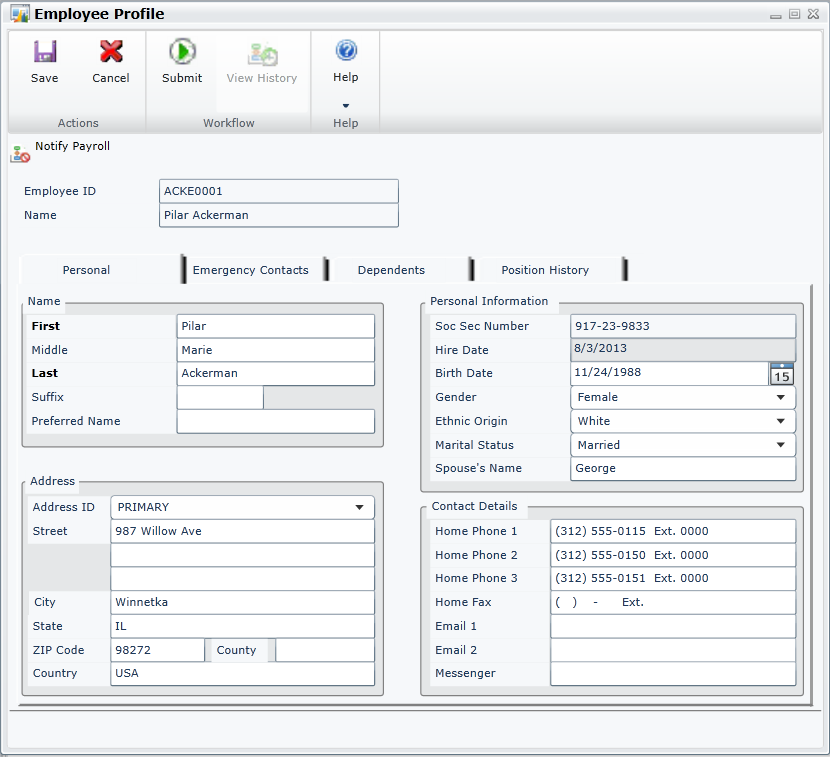 Employee Profile
Save
Cancel
Submit
View History
Help
Actions
Workflow
Help
Notify Payroll
Employee ID ACKE0001
Name Pilar Ackerman
Personal Emergency Contacts Dependents Position History
Name
First Pilar
Middle Marie
Last Ackerman
Suffix
Preferred Name
Address
Address ID PRIMARY
Street 987 Willow Ave
City Winnetka
State IL
ZIP Code 98272 County
Country USA
Personal Information
Soc Sec Number 917-23-9833
Hire Date 8/3/2013
Birth Date 11/24/1988 15
Gender Female
Ethnic Origin White
Marital Status Married
Spouse's Name George
Contact Details
Home Phone 1 (312) 555-0115 Ext. 0000
Home Phone 2 (312) 555-0150 Ext. 0000
Home Phone 3 (312) 555-0151 Ext. 0000
Home Fax ( ) - Ext.
Email 1
Email 2
Messenger